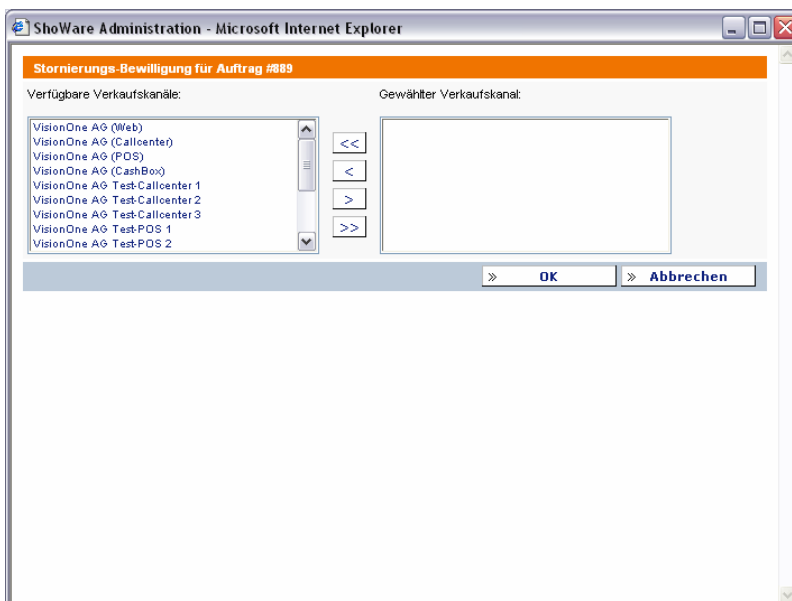 ShoWare Administration - Microsoft Internet Explorer
Stornierungs-Bewilligung für Auftrag #889
Verfügbare Verkaufskanäle: Gewählter Verkaufskanal:
VisionOne AG (Web)
VisionOne AG (Callcenter)
VisionOne AG (POS)
VisionOne AG (CashBox)
VisionOne AG Test-Callcenter 1
VisionOne AG Test-Callcenter 2
VisionOne AG Test-Callcenter 3
VisionOne AG Test-POS 1
VisionOne AG Test-POS 2
<<
<
>
>>
» OK » Abbrechen